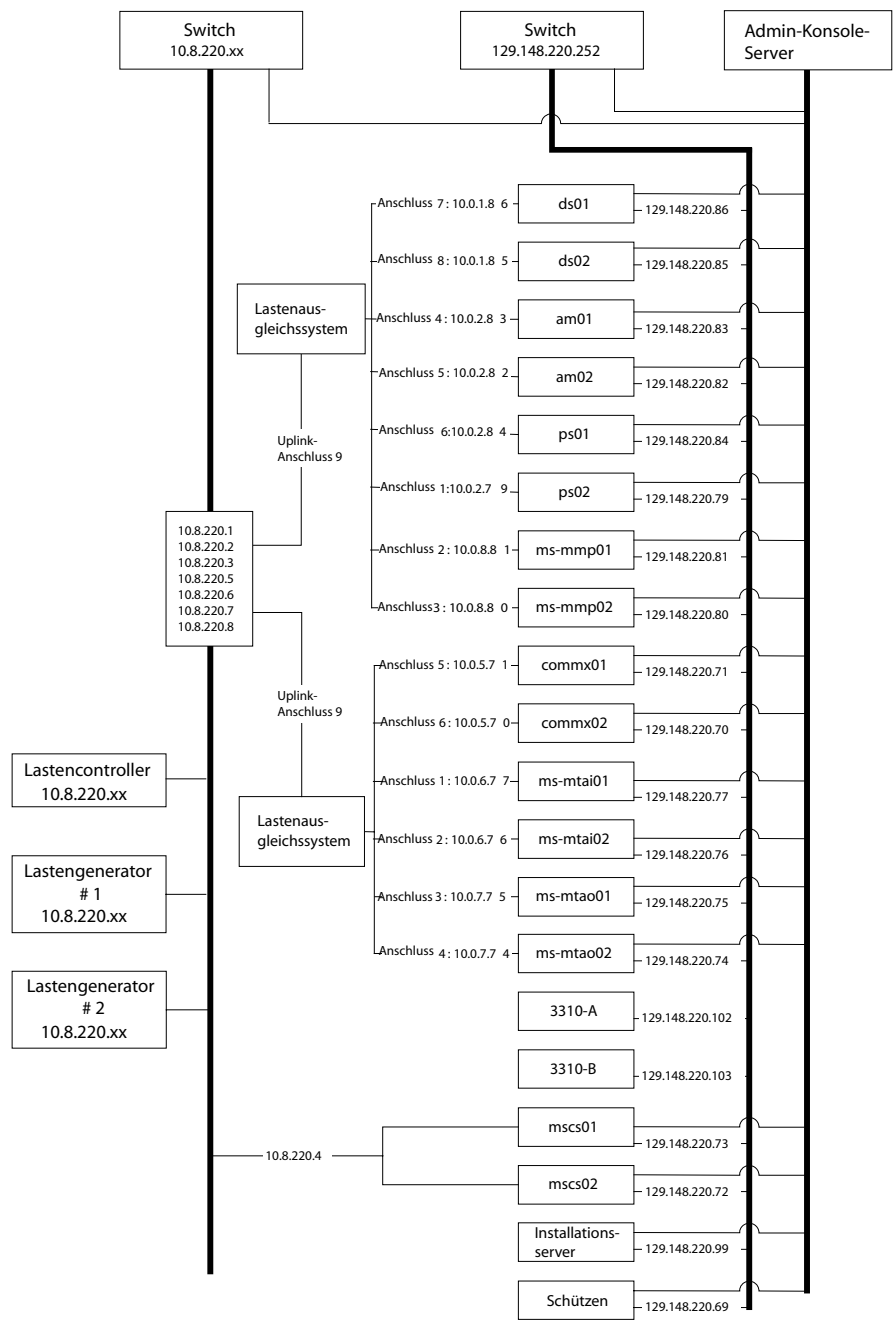 Switch
10.8.220.xx
Switch
129.148.220.252
Admin-Konsole-
Server
Anschluss 7 : 10.0.1.8 6
ds01
129.148.220.86
Anschluss 8 : 10.0.1.8 5
ds02
129.148.220.85
Lastenaus-
gleichssystem
Anschluss 4 : 10.0.2.8 3
am01
129.148.220.83
Anschluss 5 : 10.0.2.8 2
am02
129.148.220.82
Uplink-
Anschluss 9
Anschluss 6:10.0.2.8 4
ps01
129.148.220.84
Anschluss 1:10.0.2.7 9
ps02
129.148.220.79
10.8.220.1
10.8.220.2
10.8.220.3
10.8.220.5
10.8.220.6
10.8.220.7
10.8.220.8
Anschluss 2 : 10.0.8.8 1
ms-mmp01
129.148.220.81
Anschluss3 : 10.0.8.8 0
ms-mmp02
129.148.220.80
Anschluss 5 : 10.0.5.7 1
commx01
129.148.220.71
Uplink-
Anschluss 9
Anschluss 6 : 10.0.5.7 0
commx02
129.148.220.70
Lastencontroller
10.8.220.xx
Anschluss 1 : 10.0.6.7 7
ms-mtai01
129.148.220.77
Lastenaus-
gleichssystem
Anschluss 2 : 10.0.6.7 6
ms-mtai02
129.148.220.76
Lastengenerator
# 1
10.8.220.xx
Anschluss 3 : 10.0.7.7 5
ms-mtao01
129.148.220.75
Anschluss 4 : 10.0.7.7 4
ms-mtao02
129.148.220.74
Lastengenerator
# 2
10.8.220.xx
3310-A
129.148.220.102
3310-B
129.148.220.103
10.8.220.4
mscs01
129.148.220.73
mscs02
129.148.220.72
Installations-
server
129.148.220.99
Schützen
129.148.220.69